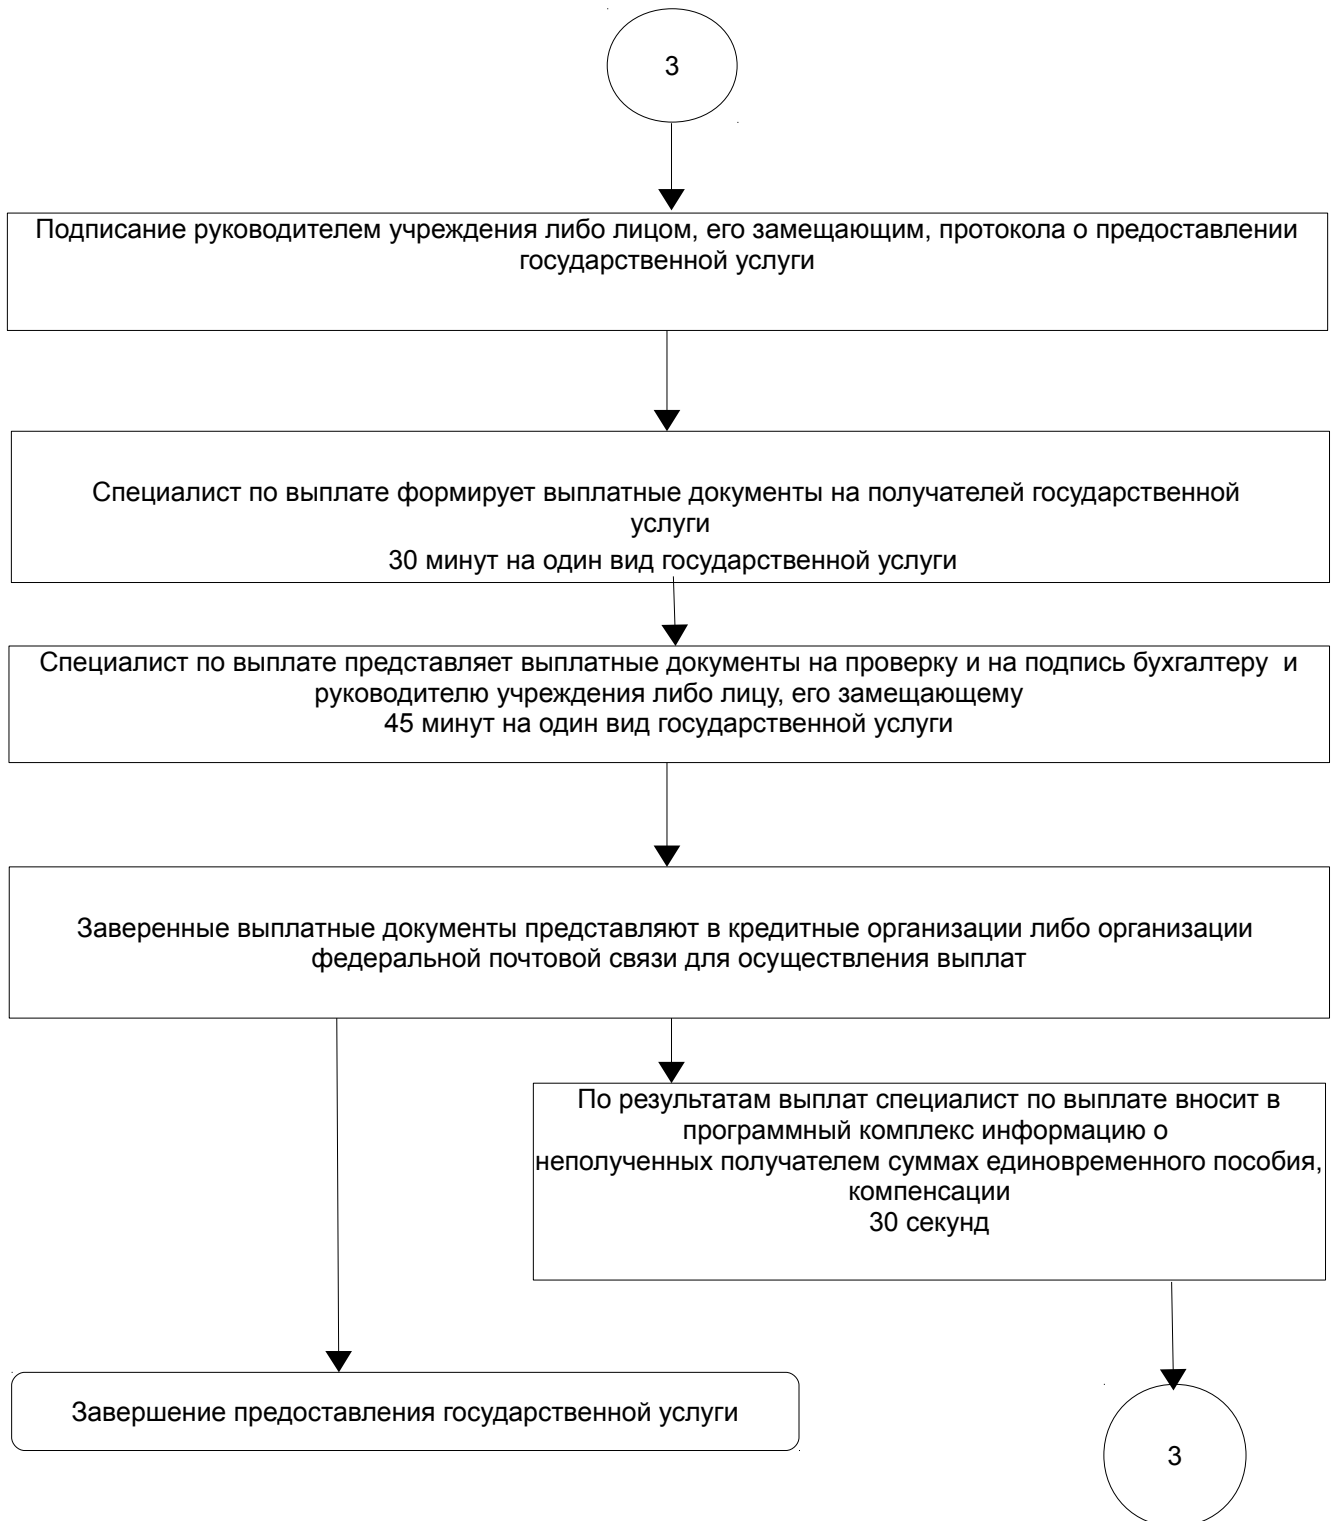 3
Подписание руководителем учреждения либо лицом, его замещающим, протокола о предоставлении
государственной услуги
Специалист по выплате формирует выплатные документы на получателей государственной
услуги
30 минут на один вид государственной услуги
Специалист по выплате представляет выплатные документы на проверку и на подпись бухгалтеру  и
руководителю учреждения либо лицу, его замещающему
45 минут на один вид государственной услуги
Заверенные выплатные документы представляют в кредитные организации либо организации
федеральной почтовой связи для осуществления выплат
По результатам выплат специалист по выплате вносит в
программный комплекс информацию о
неполученных получателем суммах единовременного пособия,
компенсации
30 секунд
Завершение предоставления государственной услуги
3